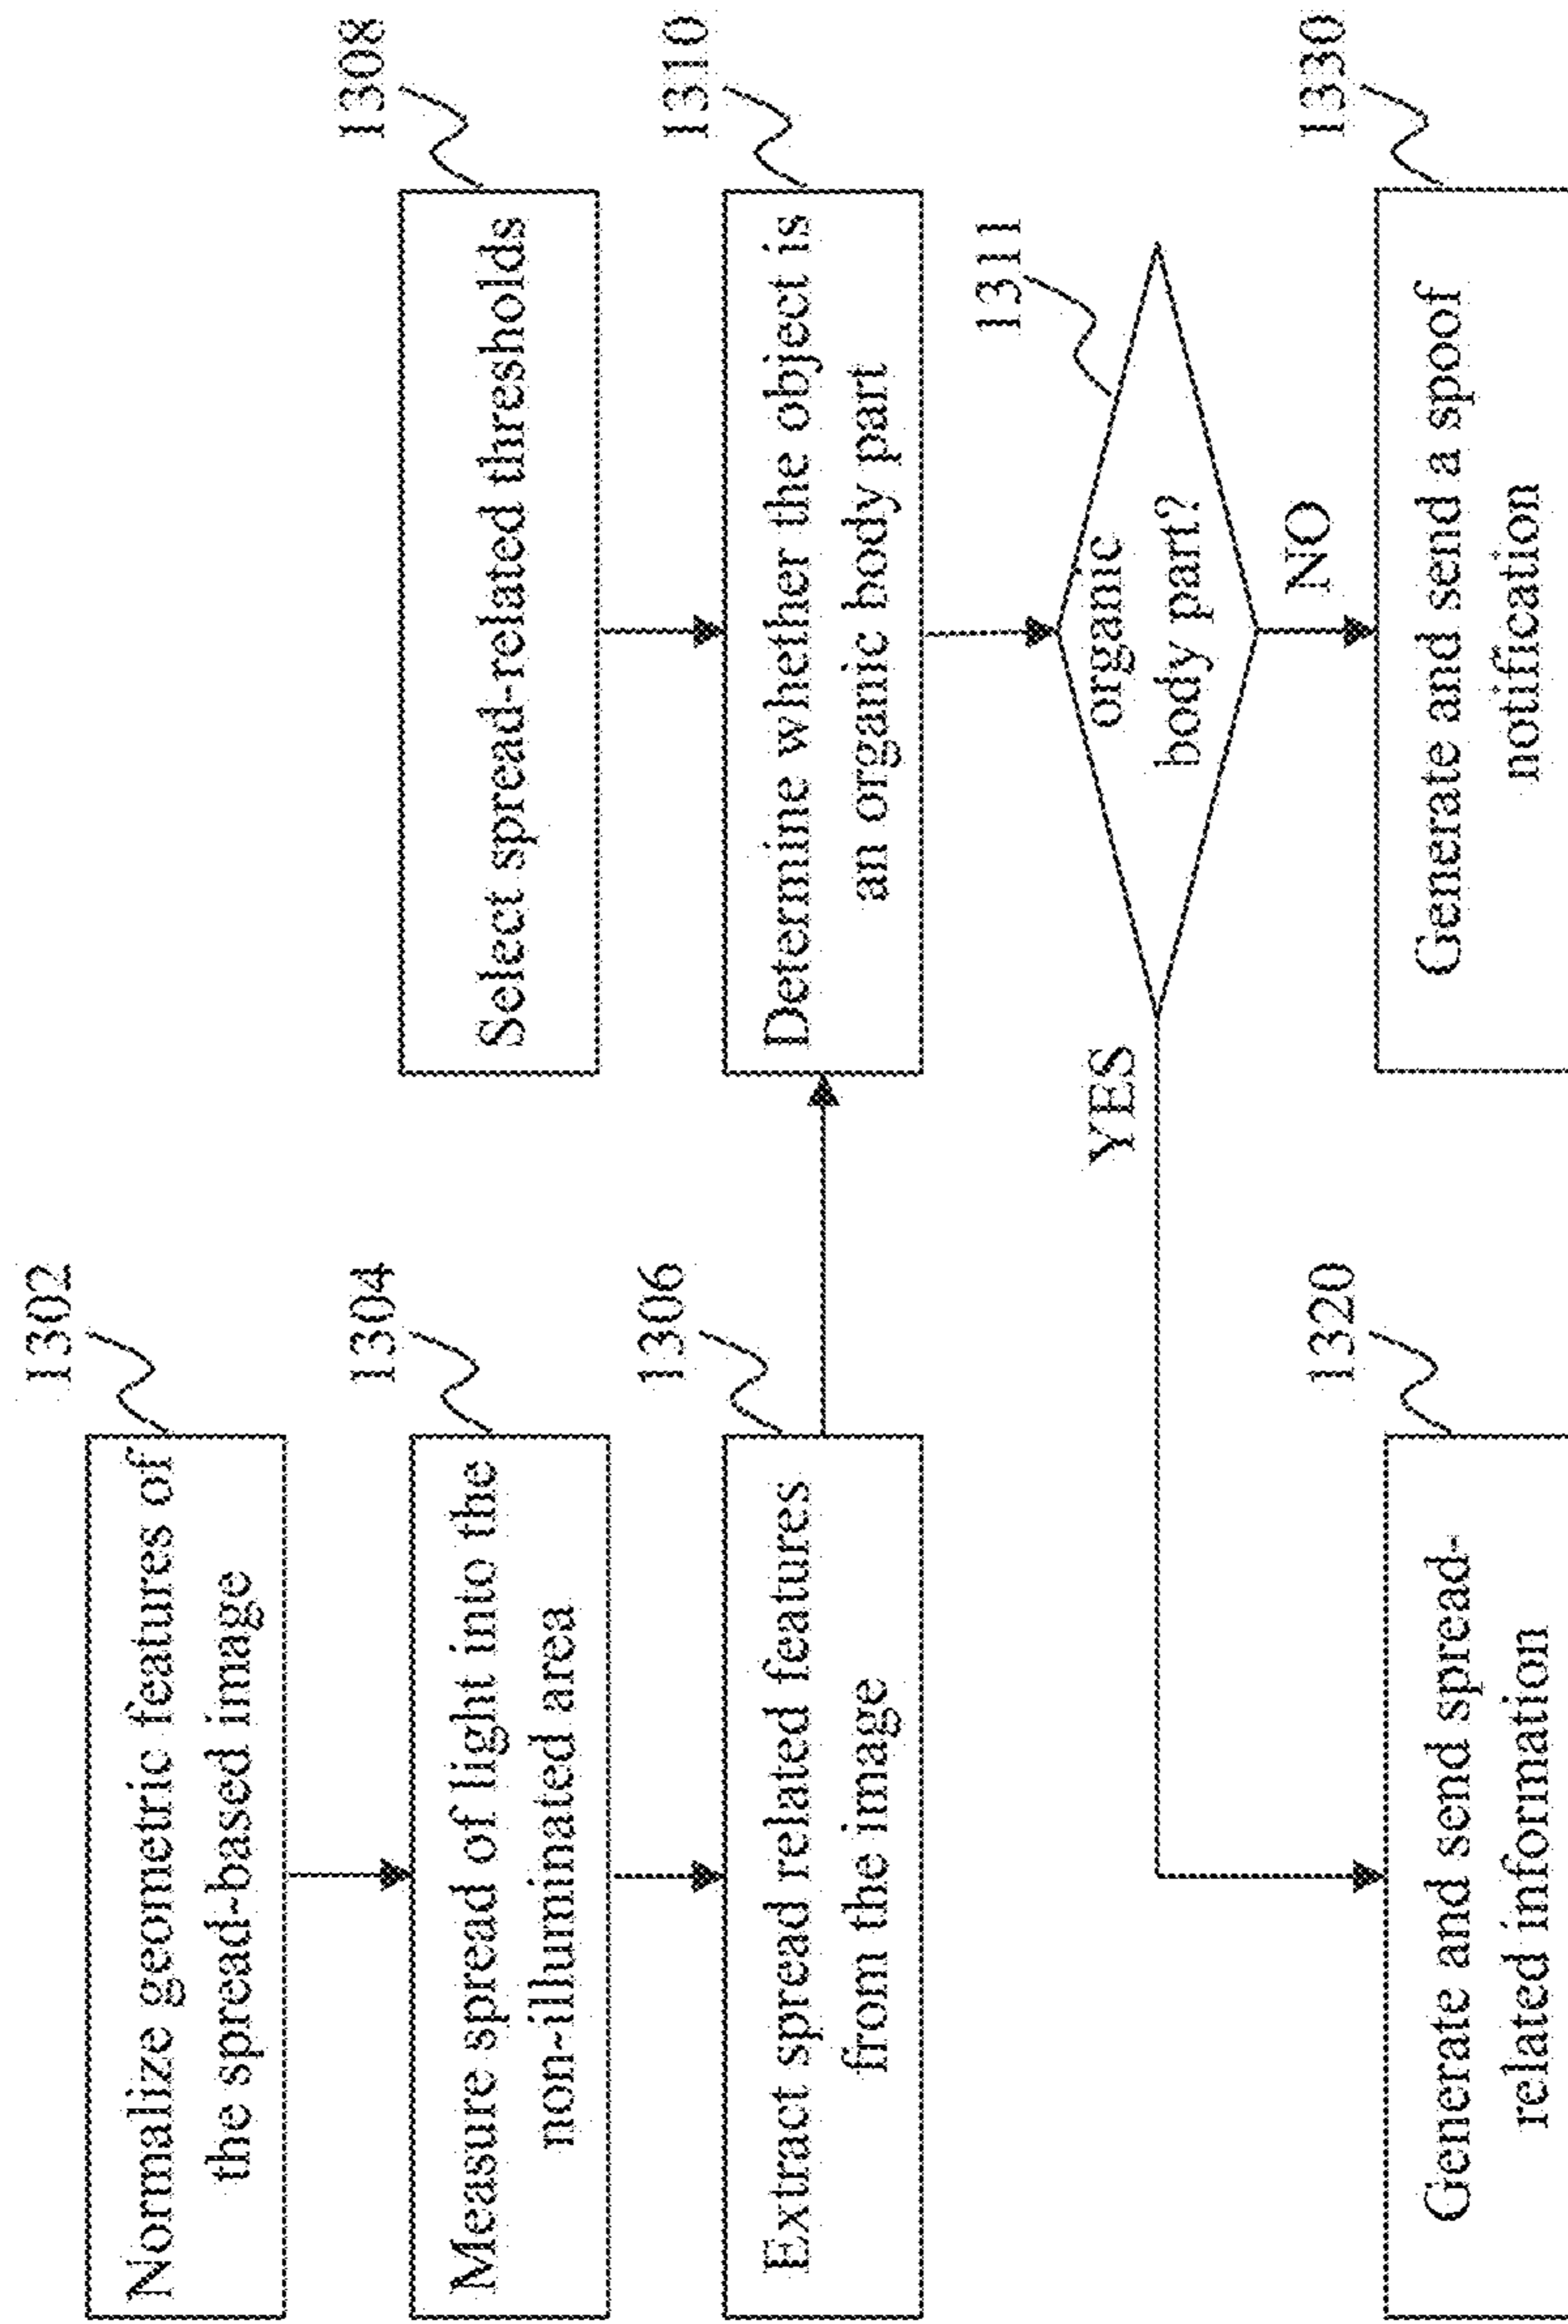 1302
Normalize geometric features of
the spread-based image
1304
Measure spread of light into the
non-illuminated area
1306
Extract spread related features
from the image
1308
Select spread-related thresholds
1310
Determine whether the object is
an organic body part
1311
organic
body part?
YES
NO
1320
Generate and send spread-
related information
1330
Generate and send a spoof
notification